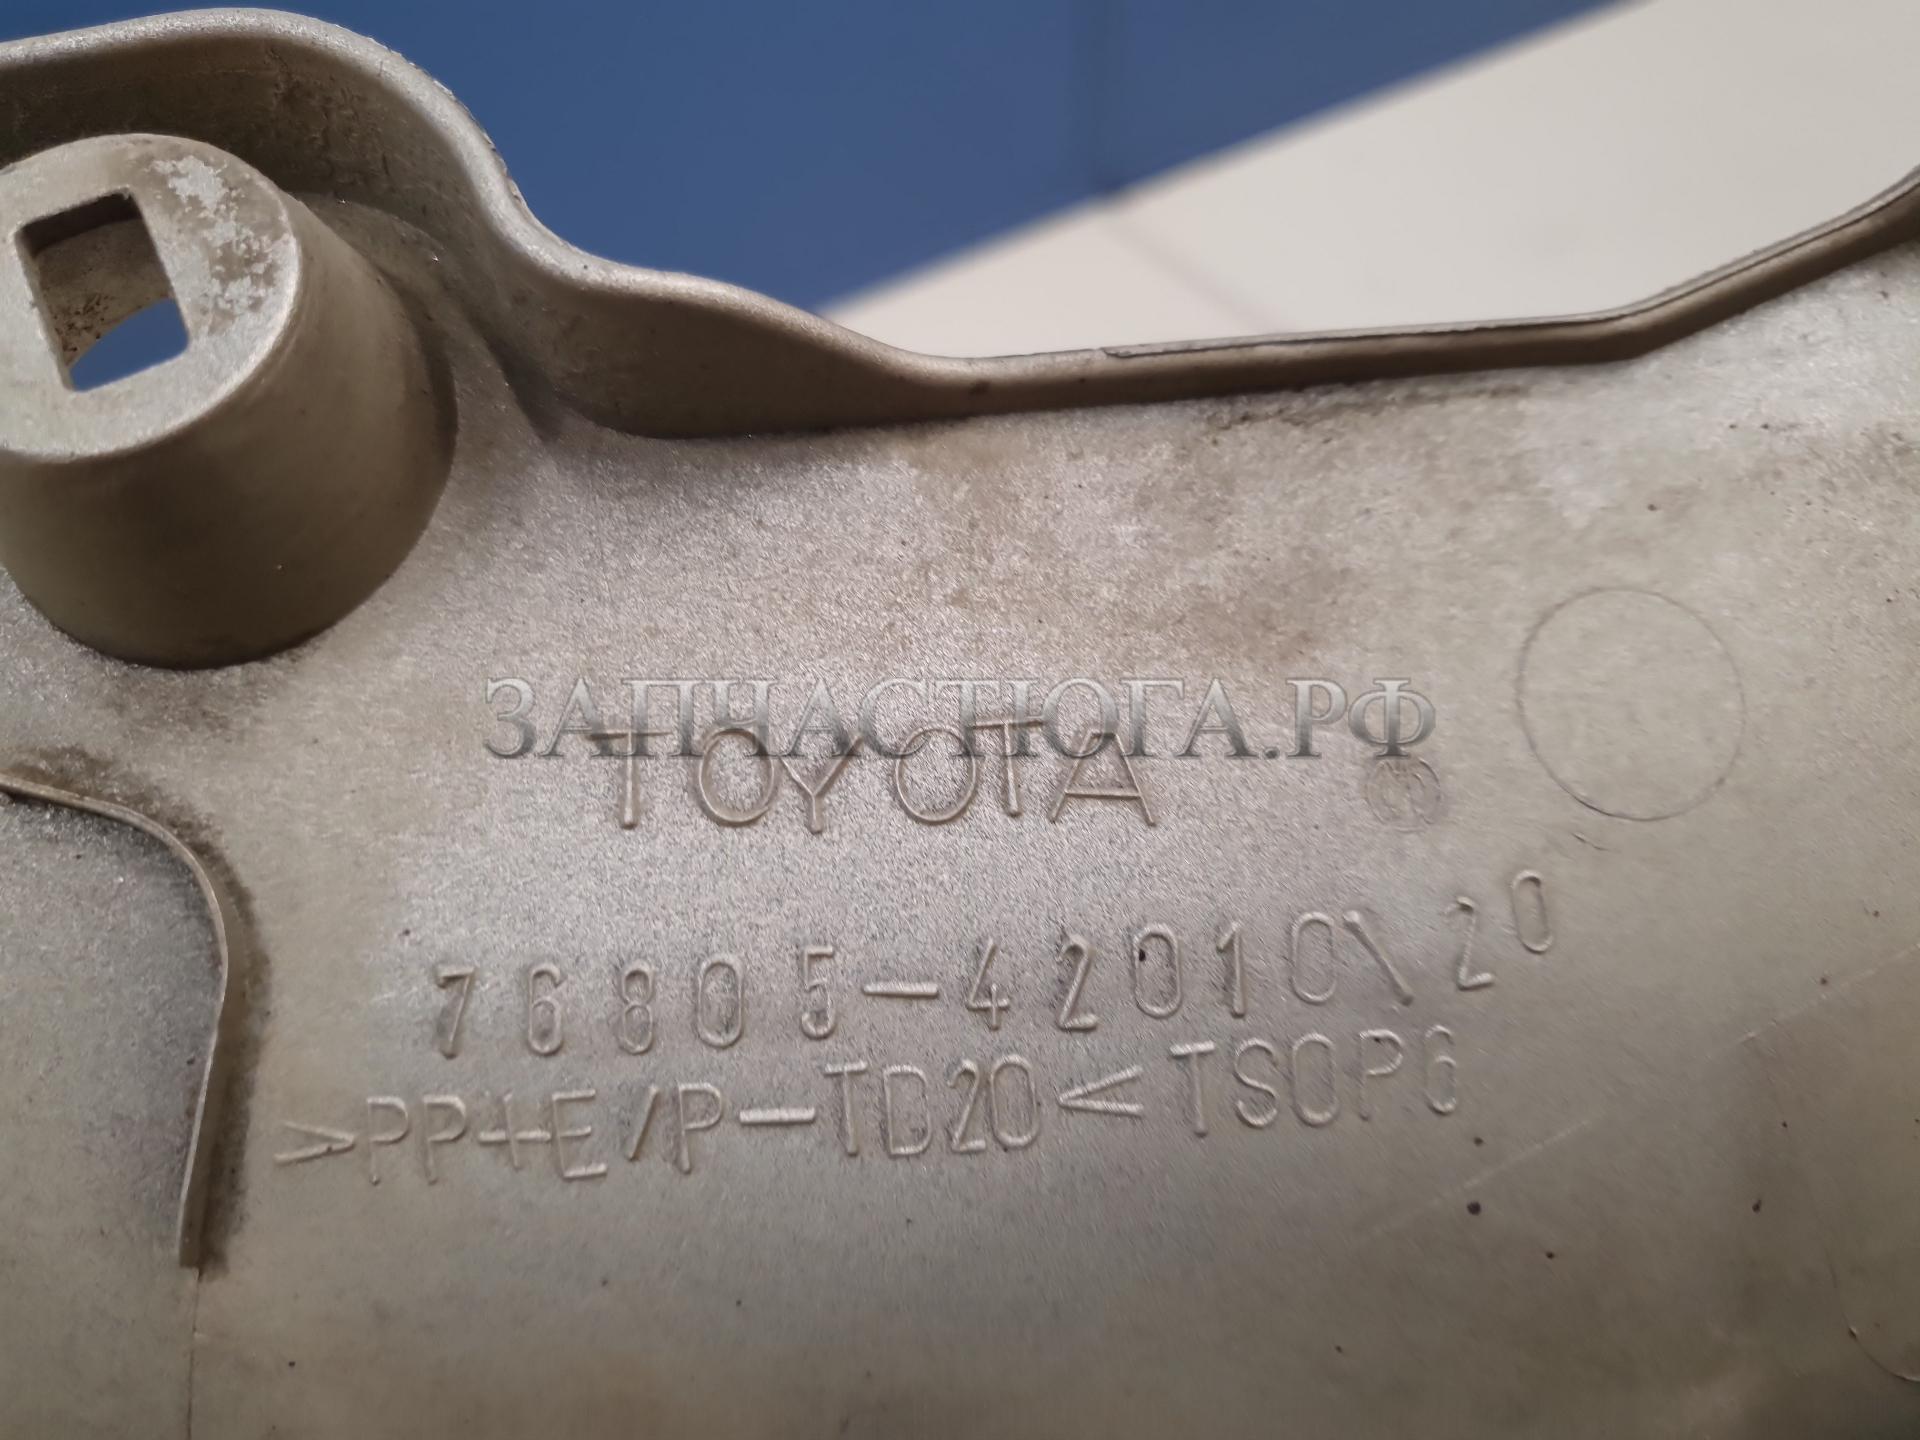 ЗАПЧАСТЮГА.РФ
TOYOTA
76805-42010\20
>PP+E/P-TD20< TSOP6